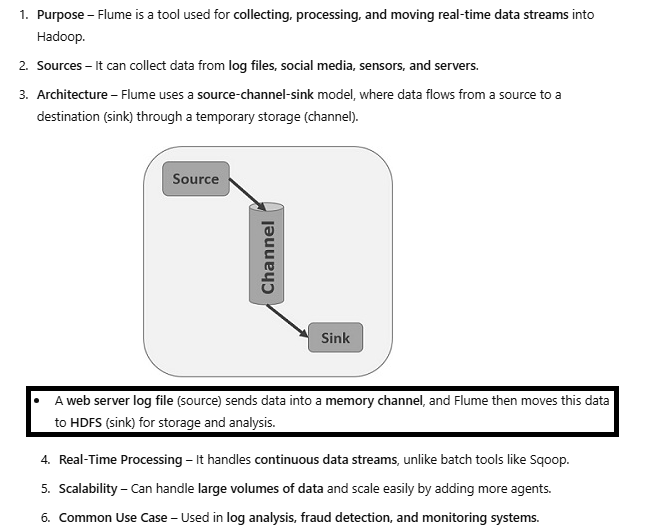 1. Purpose – Flume is a tool used for collecting, processing, and moving real-time data streams into
Hadoop.
2. Sources – It can collect data from log files, social media, sensors, and servers.
3. Architecture – Flume uses a source-channel-sink model, where data flows from a source to a
destination (sink) through a temporary storage (channel).
Source
Channel
Sink
• A web server log file (source) sends data into a memory channel, and Flume then moves this data
to HDFS (sink) for storage and analysis.
4. Real-Time Processing – It handles continuous data streams, unlike batch tools like Sqoop.
5. Scalability – Can handle large volumes of data and scale easily by adding more agents.
6. Common Use Case – Used in log analysis, fraud detection, and monitoring systems.